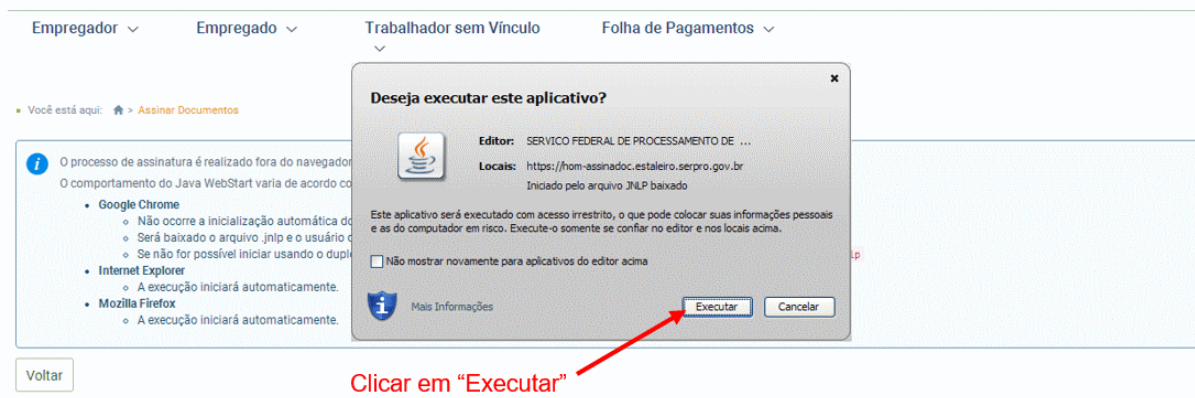 Empregador
Empregado
Trabalhador sem Vínculo
Folha de Pagamentos
Você está aqui: > Assinar Documentos
O processo de assinatura é realizado fora do navegador
O comportamento do Java WebStart varia de acordo co
Google Chrome
Não ocorre a inicialização automática do
Será baixado o arquivo .jnlp e o usuário
Se não for possível iniciar usando o dupl
lp
Internet Explorer
A execução iniciará automaticamente.
Mozilla Firefox
A execução iniciará automaticamente.
Voltar
Deseja executar este aplicativo?
Editor: SERVICO FEDERAL DE PROCESSAMENTO DE ...
Locais: https://hom-assinadoc.estaleiro.serpro.gov.br
Iniciado pelo arquivo JNLP baixado
Este aplicativo será executado com acesso irrestrito, o que pode colocar suas informações pessoais
e as do computador em risco. Execute-o somente se confiar no editor e nos locais acima.
Não mostrar novamente para aplicativos do editor acima
Mais Informações
Executar
Cancelar
Clicar em “Executar”